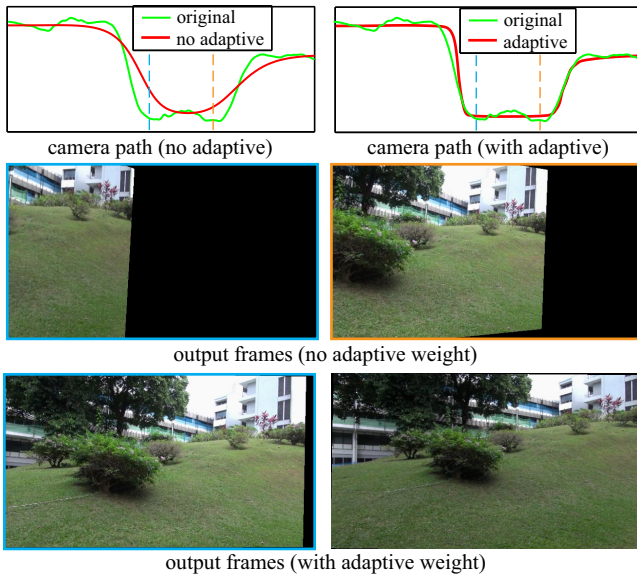 original
no adaptive
original
adaptive
camera path (no adaptive)
camera path (with adaptive)
output frames (no adaptive weight)
output frames (with adaptive weight)